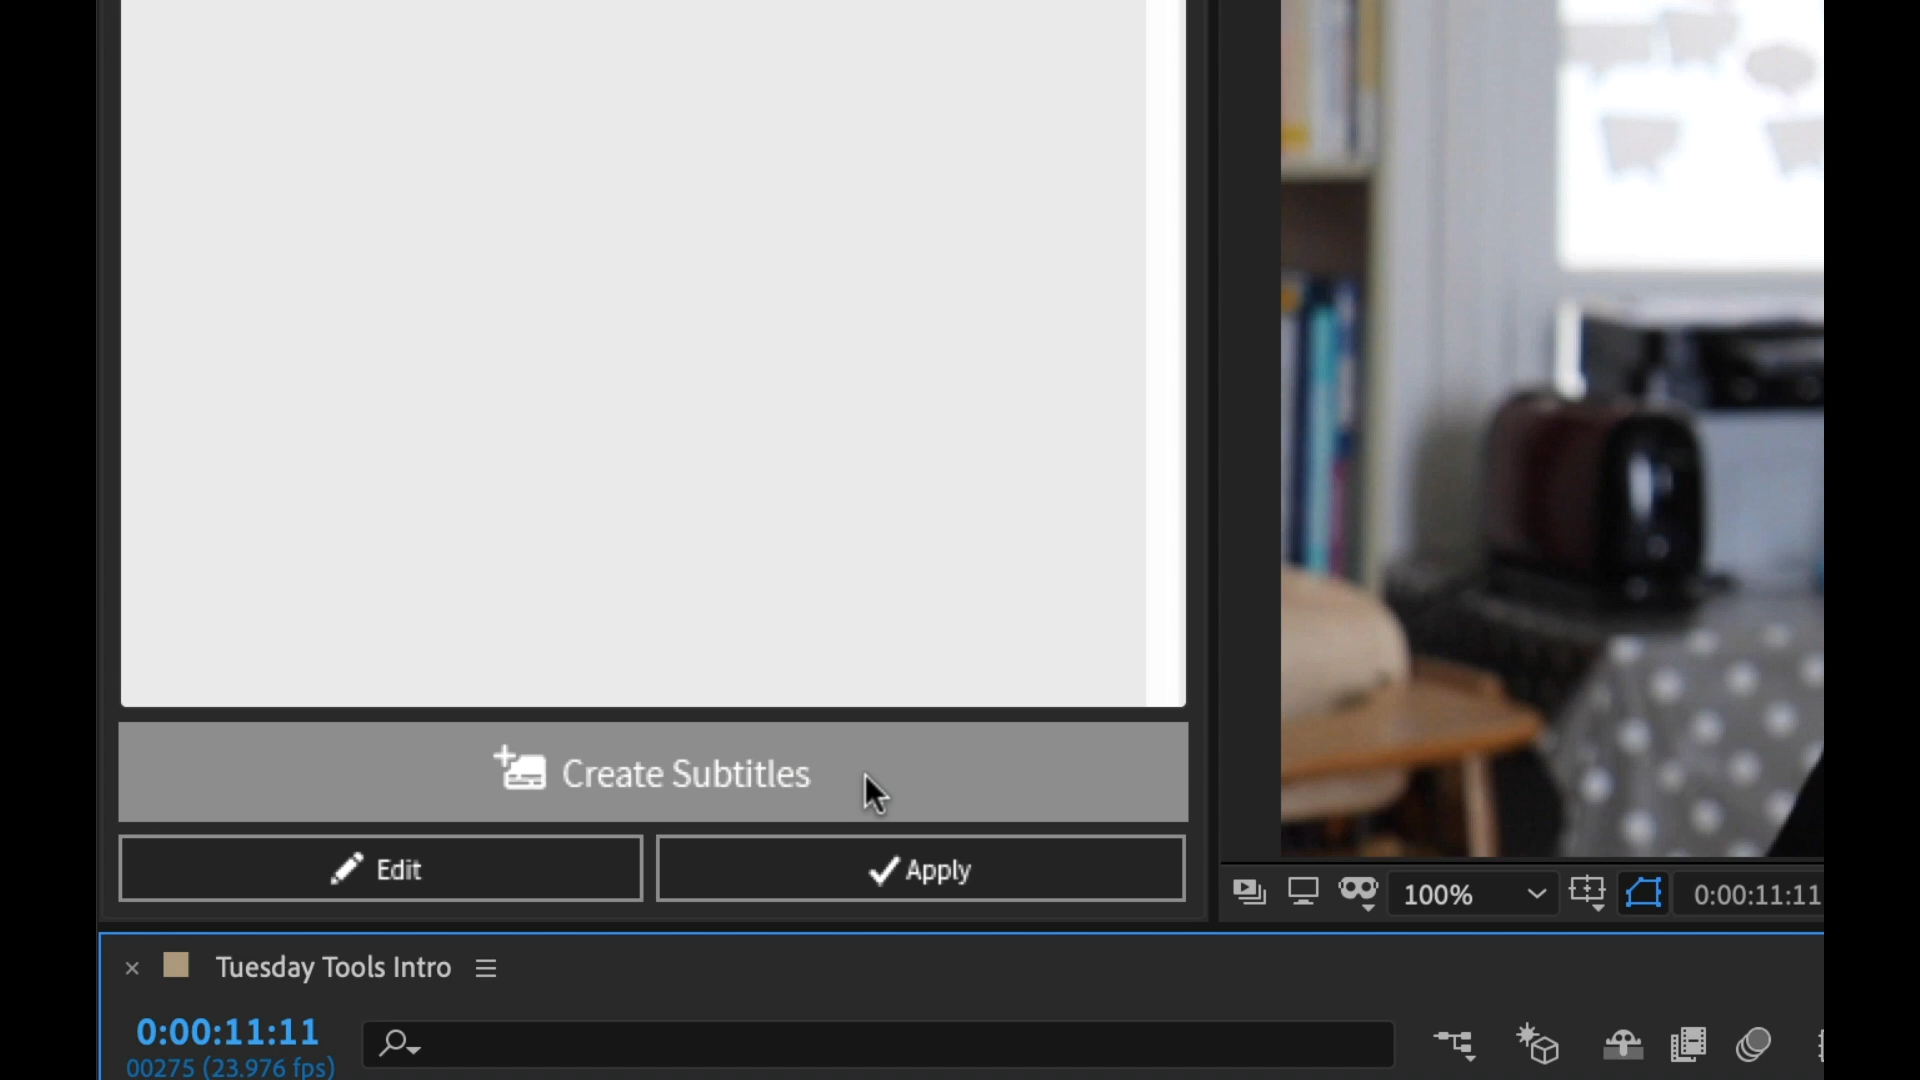 Create Subtitles
Edit
Apply
100%
0:00:11:11
Tuesday Tools Intro
0:00:11:11
00275 (23.976 fps)